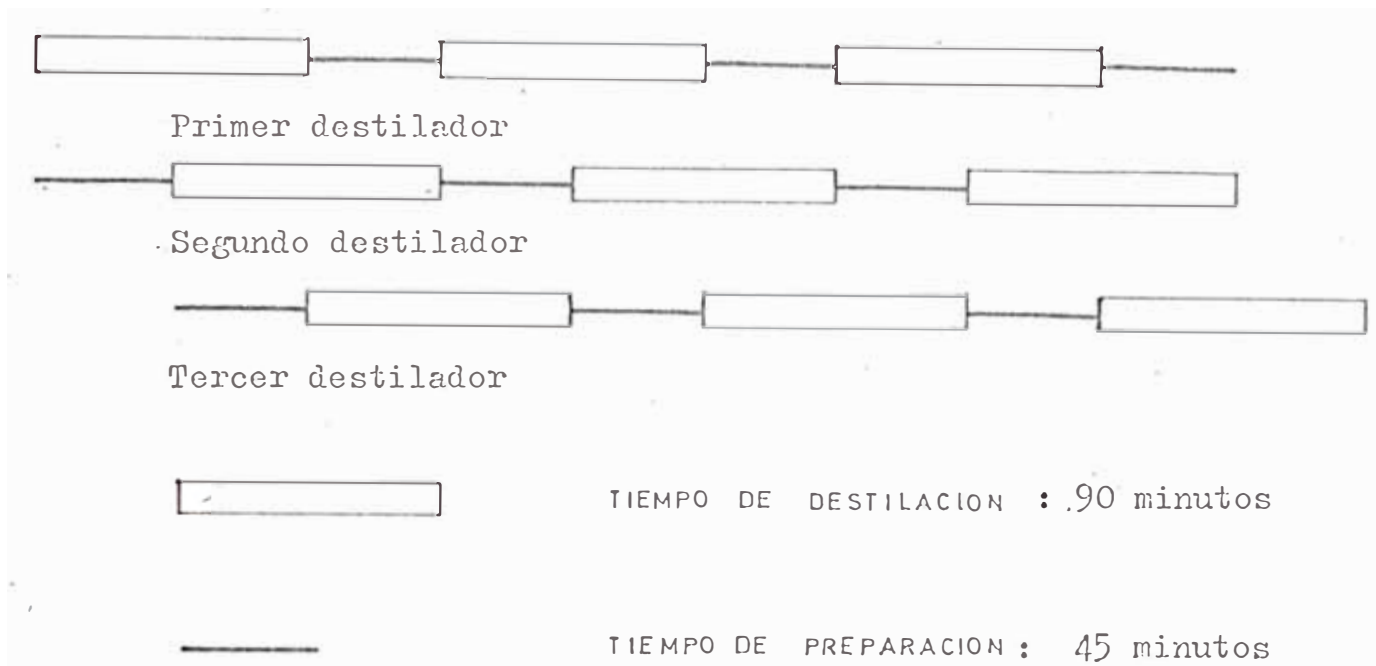 Primer destilador
Segundo destilador
Tercer destilador
TIEMPO DE DESTILACION : 90 minutos
TIEMPO DE PREPARACION : 45 minutos